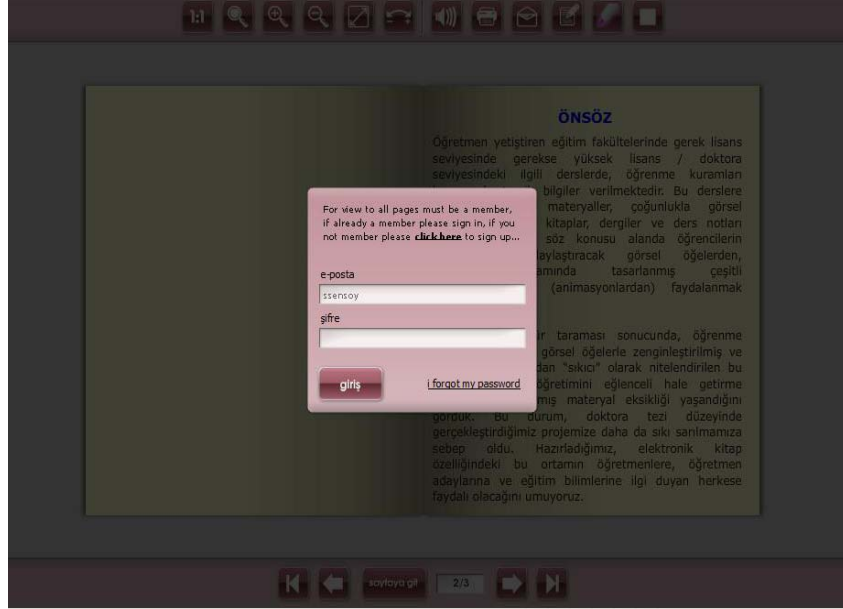 1:1
ÖNSÖZ
Öğretmen yetiştiren eğitim fakültelerinde gerek lisans
seviyesinde gerekse yüksek lisans / doktora
seviyesindeki ilgili derslerde, öğrenme kuramları
bilgiler verilmektedir. Bu derslere
materyaller, çoğunlukla görsel
kitaplar, dergiler ve ders notları
söz konusu alanda öğrencilerin
görsel öğelerden,
tasarlanmış çeşitli
(animasyonlardan) faydalanmak
taraması sonucunda, öğrenme
görsel öğelerle zenginleştirilmiş ve
"sıkıcı" olarak nitelendirilen bu
öğretimini eğlenceli hale getirme
materyal eksikliği yaşandığını
gördük. Bu durum, doktora tezi düzeyinde
gerçekleştirdiğimiz projemize daha da sıkı sarılmamıza
sebep oldu. Hazırladığımız, elektronik kitap
özelliğindeki bu ortamın öğretmenlere, öğretmen
adaylarına ve eğitim bilimlerine ilgi duyan herkese
faydalı olacağını umuyoruz.
For view to all pages must be a member,
if already a member please sign in, if you
not member please click here to sign up...
e-posta
ssensoy
şifre
giriş
i forgot my password
sayfaya git
2/3